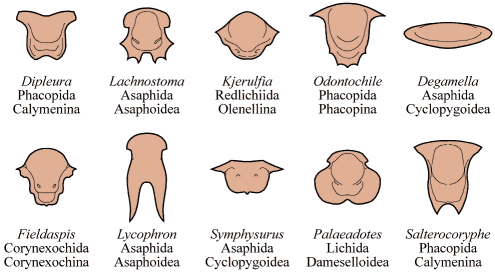 Dipleura
Phacopida
Calymenina
Lachnostoma
Asaphida
Asaphoidea
Kjerulfia
Redlichiida
Olenellina
Odontochile
Phacopida
Phacopina
Degamella
Asaphida
Cyclopygoidea
Fieldaspis
Corynexochida
Corynexochina
Lycophron
Asaphida
Asaphoidea
Symphysurus
Asaphida
Cyclopygoidea
Palaeadotes
Lichida
Dameselloidea
Salterocoryphe
Phacopida
Calymenina